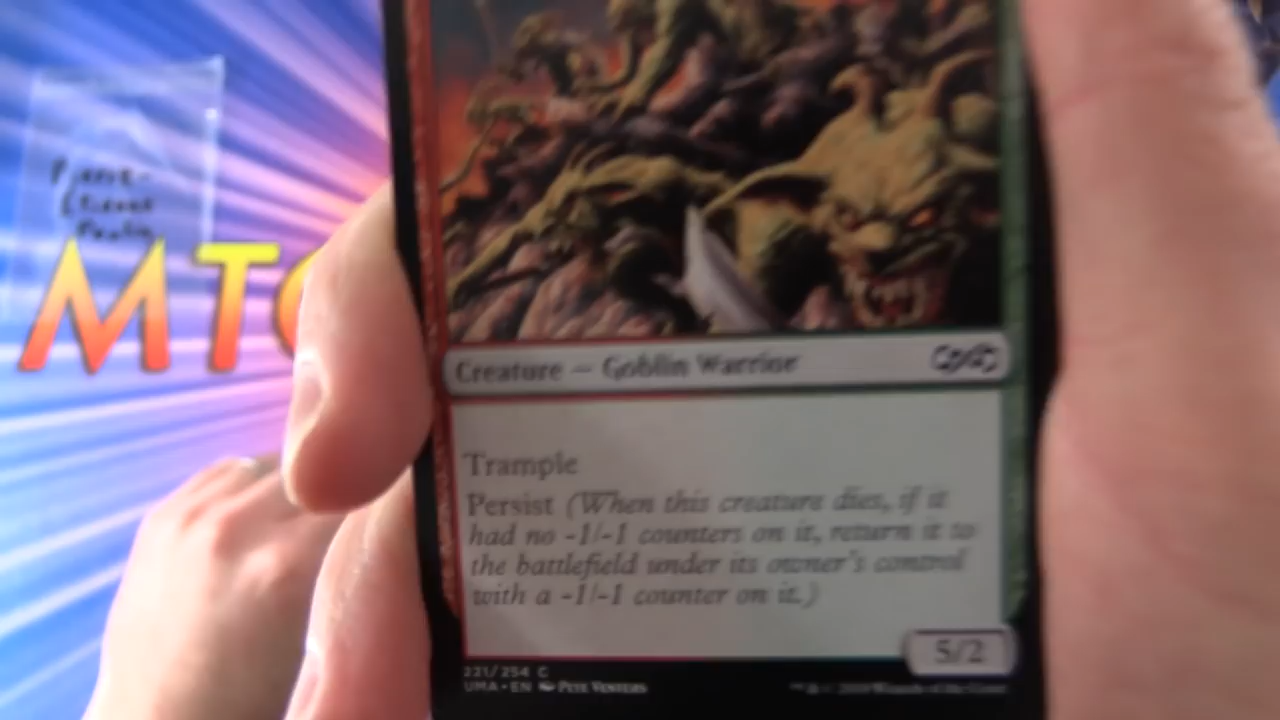 MT
Creature — Goblin Warrior
Trample
Persist (When this creature dies, if it
had no -1/-1 counters on it, return it to
the battlefield under its owner's control
with a -1/-1 counter on it.)
5/2
221/254 C
UMA • EN Pete Venters